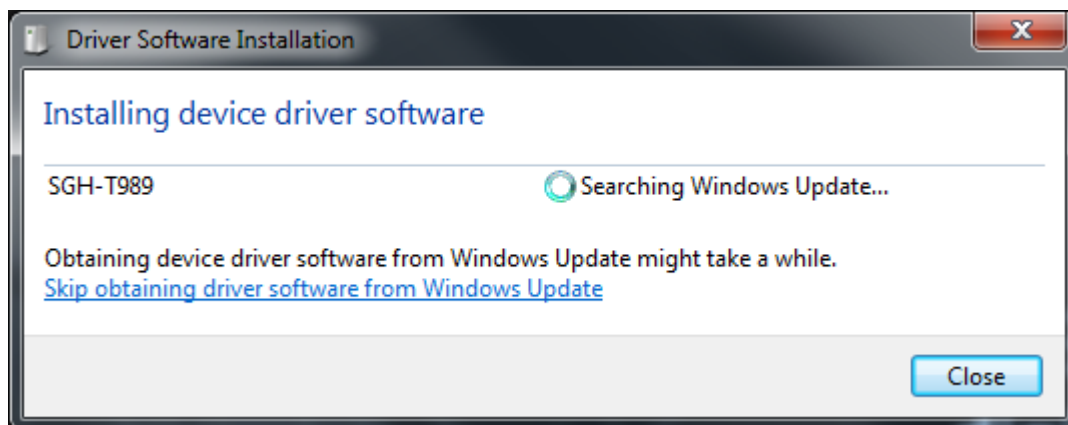 Driver Software Installation
Installing device driver software
SGH-T989 Searching Windows Update...
Obtaining device driver software from Windows Update might take a while.
Skip obtaining driver software from Windows Update
Close